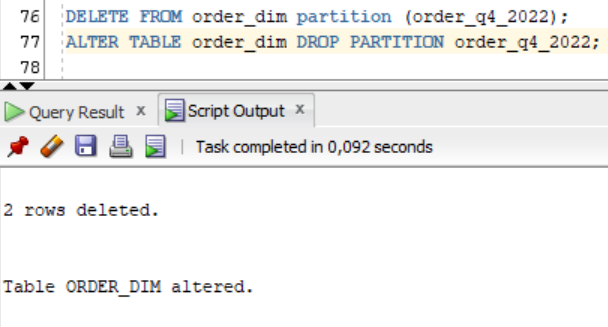 76 DELETE FROM order_dim partition (order_q4_2022);
77 ALTER TABLE order_dim DROP PARTITION order_q4_2022;
78
Query Result x Script Output x
Task completed in 0,092 seconds
2 rows deleted.
Table ORDER_DIM altered.